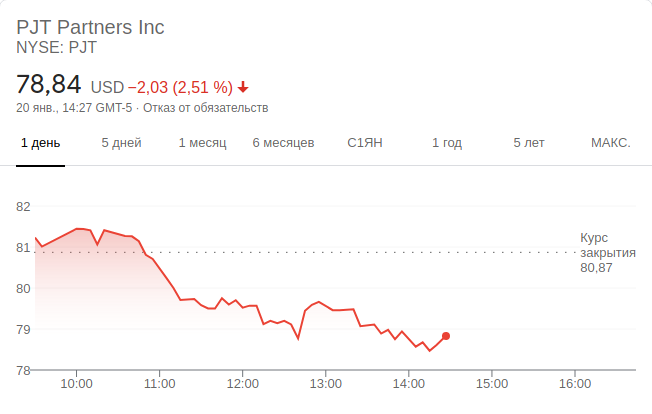 PJT Partners Inc
NYSE: PJT
78,84 USD −2,03 (2,51 %)
20 янв., 14:27 GMT-5 · Отказ от обязательств
1 день 5 дней 1 месяц 6 месяцев С1ЯН 1 год 5 лет МАКС.
82
81
80
79
78
Курс
закрытия
80,87
10:00 11:00 12:00 13:00 14:00 15:00 16:00